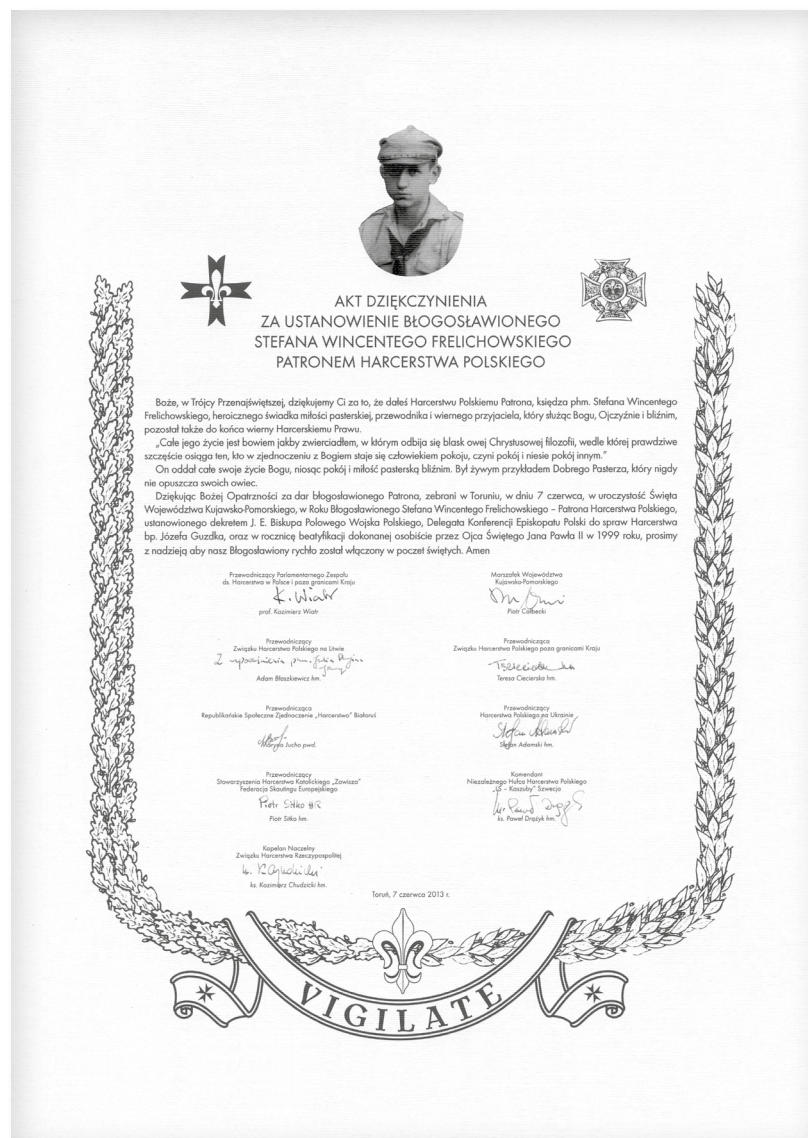 AKT DZIĘKCZYNIENIA
ZA USTANOWIENIE BŁOGOSŁAWIONEGO
STEFANA WINCENTEGO FRELICHOWSKIEGO
PATRONEM HARCERSTWA POLSKIEGO
Boże, w Trójcy Przenajświętszej, dziękujemy Ci za to, że dałeś Harcerstwu Polskiemu Patrona, księdza phm. Stefana Wincentego
Frelichowskiego, heroicznego świadka miłości pasterskiej, przewodnika i wiernego przyjaciela, który służąc Bogu, Ojczyźnie i bliźnim,
pozostał także do końca wierny Harcerskiemu Prawu.
„Całe jego życie jest bowiem jakby zwierciadłem, w którym odbija się blask owej Chrystusowej filozofii, wedle której prawdziwe
szczęście osiąga ten, kto w zjednoczeniu z Bogiem staje się człowiekiem pokoju, czyni pokój i niesie pokój innym.”
On oddał całe swoje życie Bogu, niosąc pokój i miłość pasterską bliźnim. Był żywym przykładem Dobrego Pasterza, który nigdy
nie opuszcza swoich owiec.
Dziękując Bożej Opatrzności za dar błogosławionego Patrona, zebrani w Toruniu, w dniu 7 czerwca, w uroczystość Święta
Województwa Kujawsko-Pomorskiego, w Roku Błogosławionego Stefana Wincentego Frelichowskiego – Patrona Harcerstwa Polskiego,
ustanowionego dekretem J. E. Biskupa Polowego Wojska Polskiego, Delegata Konferencji Episkopatu Polski do spraw Harcerstwa
bp. Józefa Guzdka, oraz w rocznicę beatyfikacji dokonanej osobiście przez Ojca Świętego Jana Pawła II w 1999 roku, prosimy
z nadzieją aby nasz Błogosławiony rychło został włączony w poczet świętych. Amen
Przewodniczący Parlamentarnego Zespołu
ds. Harcerstwa w Polsce i poza granicami Kraju
K. Wiatr
prof. Kazimierz Wiatr
Marszałek Województwa
Kujawsko-Pomorskiego
Piotr Całbecki
Przewodniczący
Związku Harcerstwa Polskiego na Litwie
Z upoważnienia
Adam Błaszkiewicz hm.
Przewodnicząca
Związku Harcerstwa Polskiego poza granicami Kraju
Teresa Ciecierska hm.
Przewodnicząca
Republikańskie Społeczne Zjednoczenie „Harcerstwo” Białoruś
Maryna Jucho pwd.
Przewodniczący
Harcerstwa Polskiego na Ukrainie
Stefan Adamski
Stefan Adamski hm.
Przewodniczący
Stowarzyszenia Harcerstwa Katolickiego „Zawisza”
Federacja Skautingu Europejskiego
Piotr Sitko HR
Piotr Sitko hm.
Komendant
Niezależnego Hufca Harcerstwa Polskiego
„LS – Kaszuby” Szwecja
ks. Paweł Drążyk hm.
Kapelan Naczelny
Związku Harcerstwa Rzeczypospolitej
ks. Kazimierz Chudzicki hm.
Toruń, 7 czerwca 2013 r.
VIGILATE